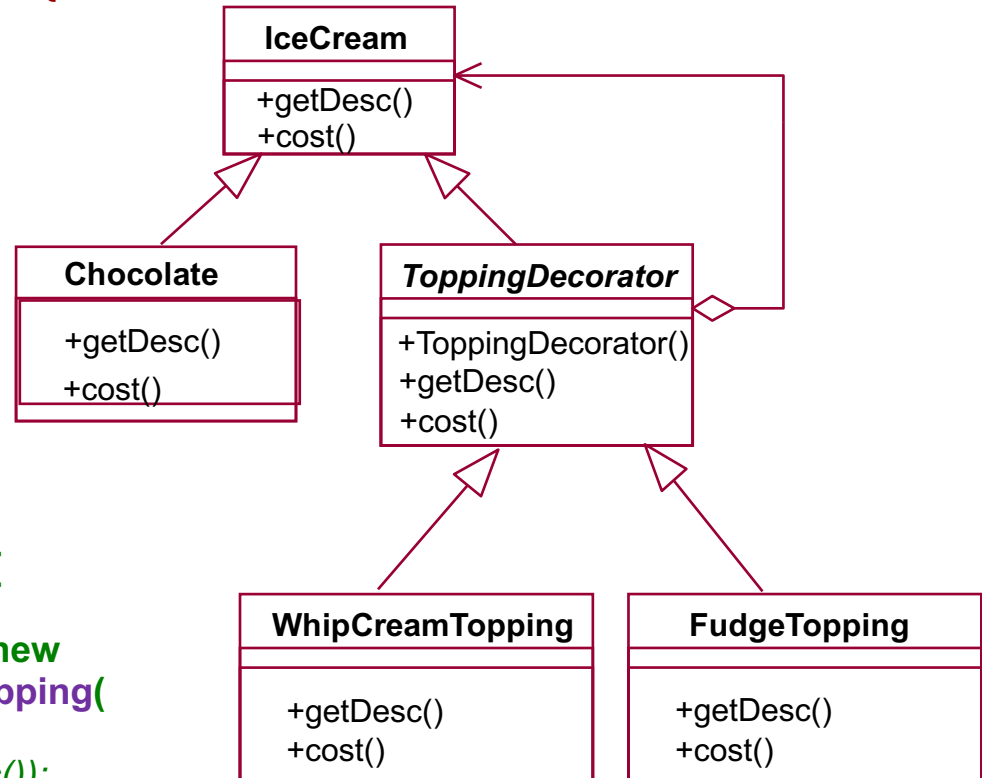 IceCream
+getDesc()
+cost()
Chocolate
+getDesc()
+cost()
ToppingDecorator
+ToppingDecorator()
+getDesc()
+cost()
new
pping(
());
WhipCreamTopping
+getDesc()
+cost()
FudgeTopping
+getDesc()
+cost()